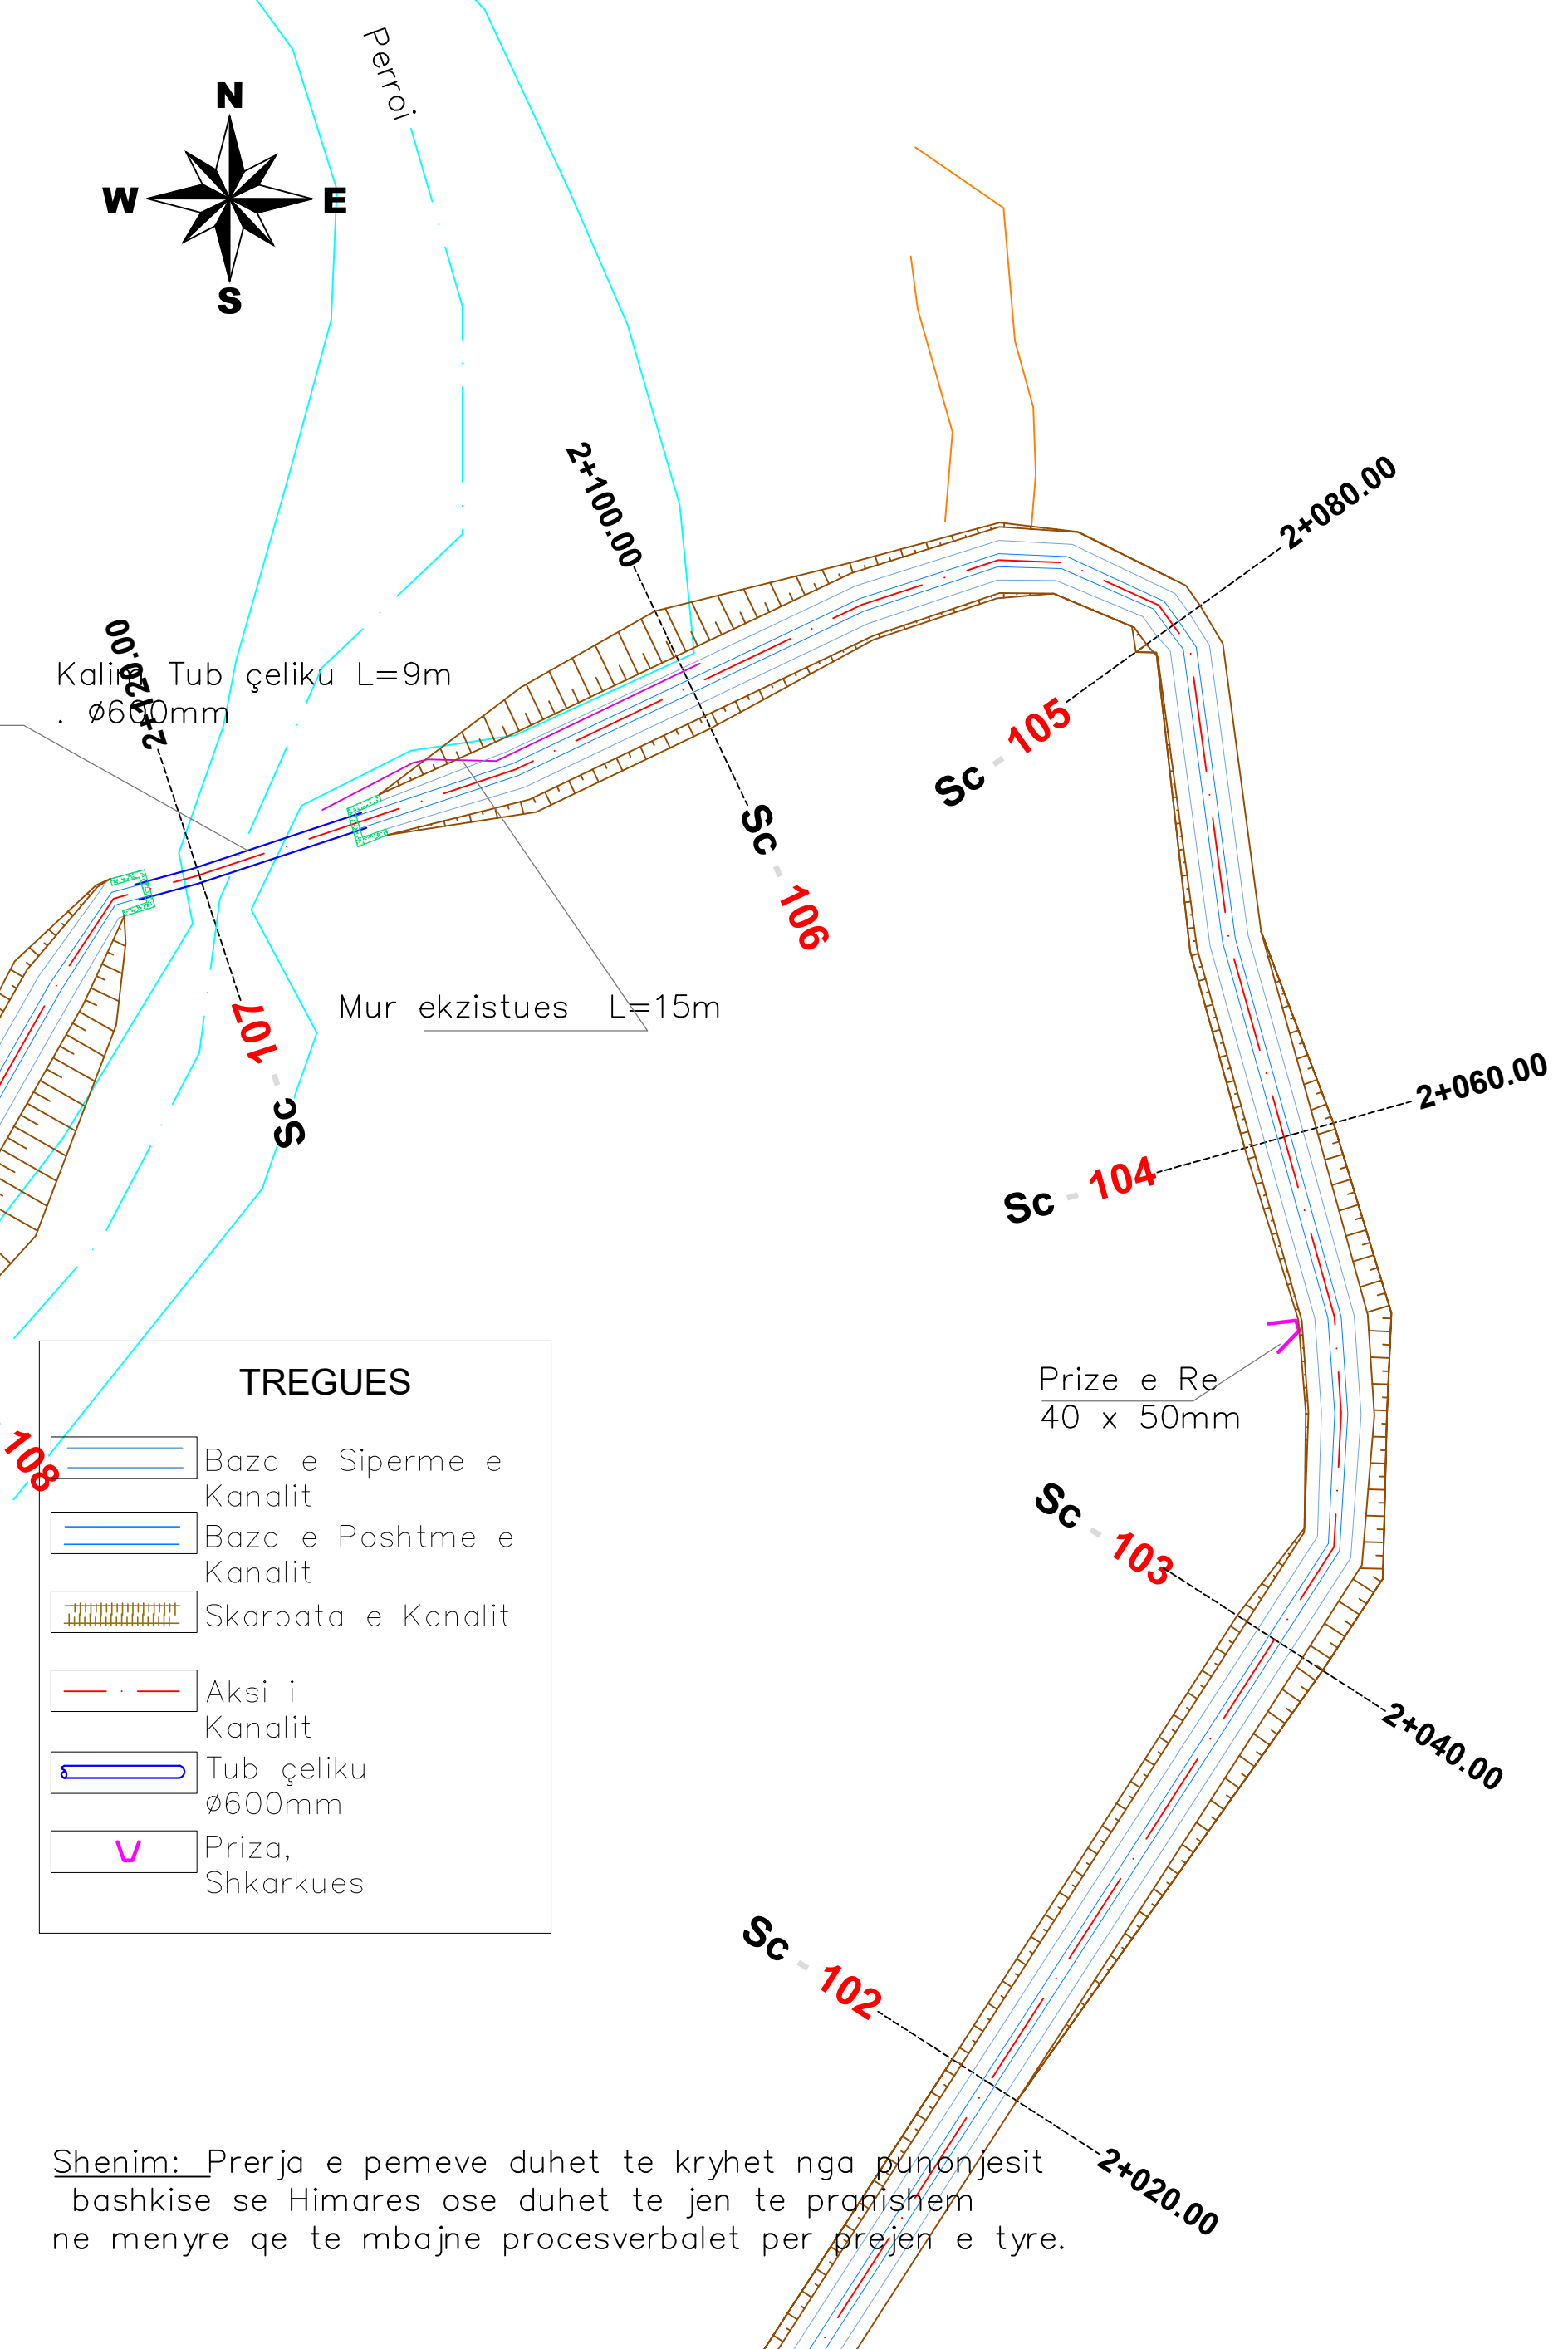 Perroi
N
W
E
S
2+100.00
2+080.00
2+120.00
Kalim Tub çeliku L=9m
. Ø600mm
Sc - 105
Sc - 106
Mur ekzistues L=15m
Sc - 107
2+060.00
Sc - 104
Prize e Re
40 x 50mm
TREGUES
Baza e Siperme e
Kanalit
Baza e Poshtme e
Kanalit
Skarpata e Kanalit
Aksi i
Kanalit
Tub çeliku
Ø600mm
Priza,
Shkarkues
108
Sc - 103
2+040.00
Sc - 102
2+020.00
Shenim: Prerja e pemeve duhet te kryhet nga punonjesit
bashkise se Himares ose duhet te jen te pranishem
ne menyre qe te mbajne procesverbalet per prejen e tyre.